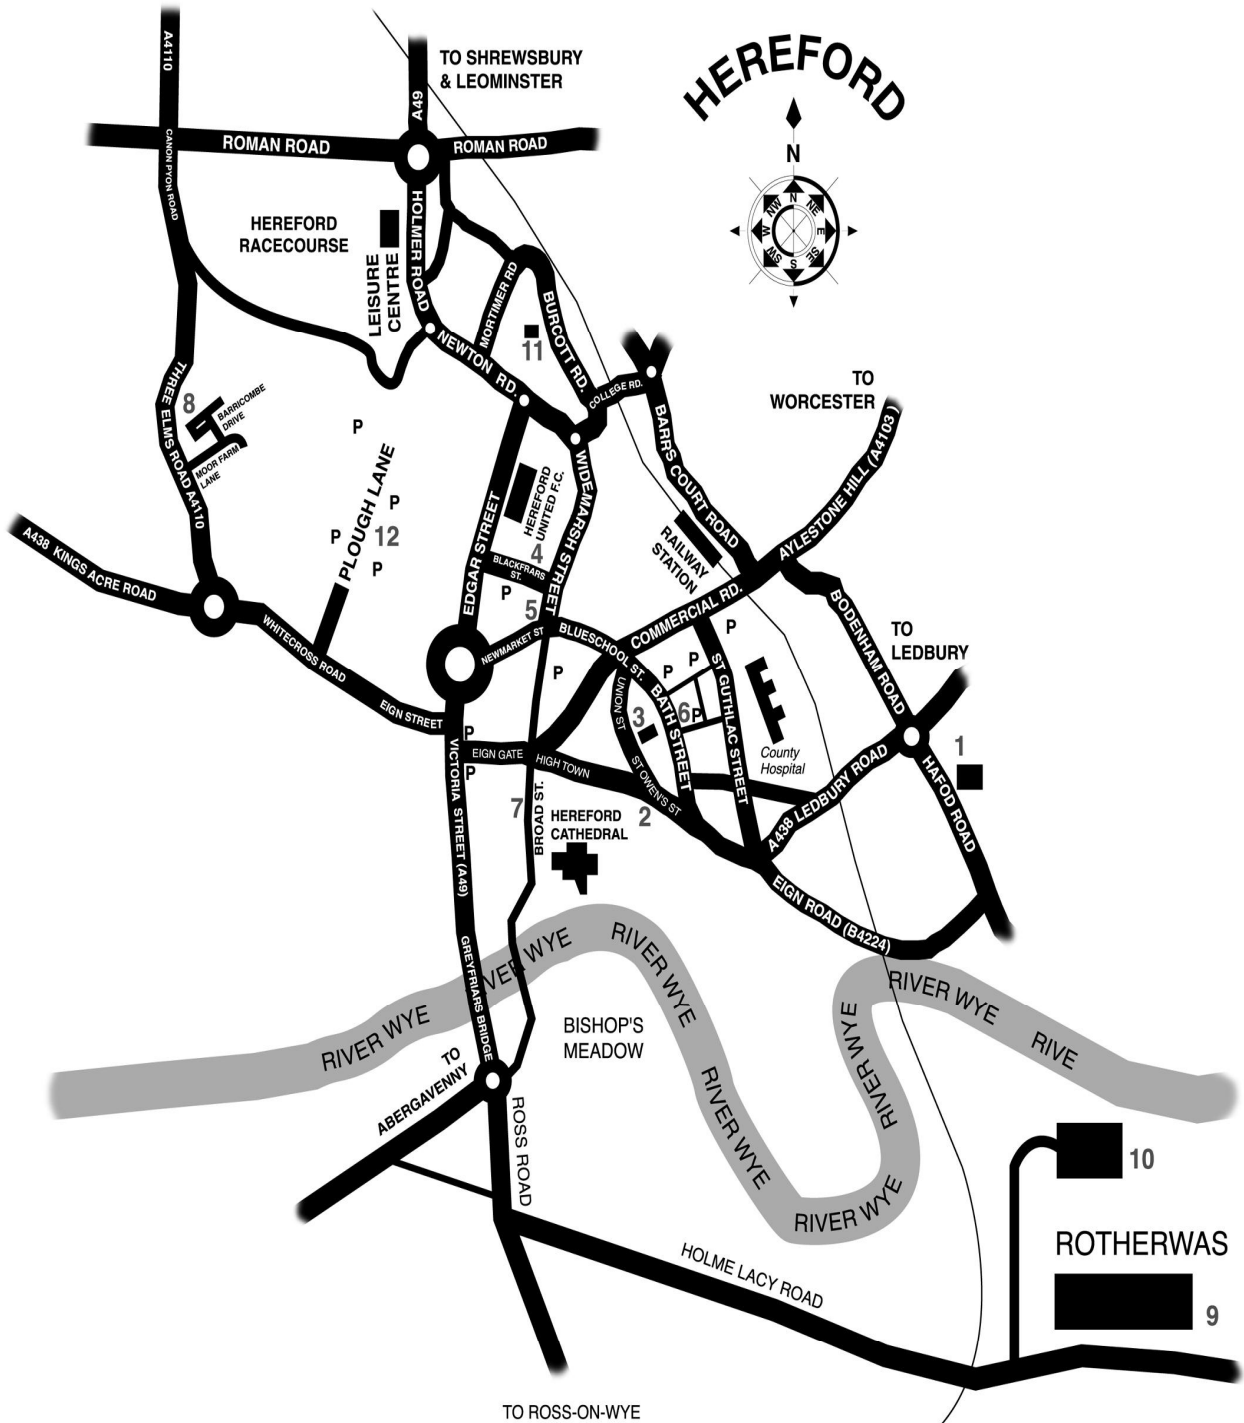 HEREFORD
N
N
NE
E
SE
S
SW
W
NW
A4110
A49
TO SHREWSBURY
& LEOMINSTER
CANON PYON ROAD
ROMAN ROAD
ROMAN ROAD
HEREFORD
RACECOURSE
LEISURE
CENTRE
HOLMER ROAD
MORTIMER RD
BURCOTT RD.
11
NEWTON RD.
COLLEGE RD.
TO
WORCESTER
THREE ELMS ROAD A4110
8
BARRICOMBE
DRIVE
MOOR FARM
LANE
P
PLOUGH LANE
P
P
12
P
EDGAR STREET
HEREFORD
UNITED F.C.
WIDEMARSH STREET
BARRS COURT ROAD
AYLESTONE HILL (A4103)
RAILWAY
STATION
A438 KINGS ACRE ROAD
4
BLACKFRIARS
ST.
P
5
WHITECROSS ROAD
NEWMARKET ST
BLUESCHOOL ST.
COMMERCIAL RD.
P
BODENHAM ROAD
TO
LEDBURY
P
P
P
UNION ST
BATH STREET
ST GUTHLAC STREET
EIGN STREET
3
6
P
P
P
EIGN GATE
HIGH TOWN
County
Hospital
1
VICTORIA STREET (A49)
ST OWEN'S ST
A438 LEDBURY ROAD
HAFOD ROAD
7
BROAD ST.
HEREFORD
CATHEDRAL
2
EIGN ROAD (B4224)
GREYFRIARS BRIDGE
RIVER WYE
IVER WYE
RIVER WYE
RIVER WYE
RIVER WYE
RIVER WYE
RIVER WYE
RIVE
BISHOP'S
MEADOW
TO
ABERGAVENNY
ROSS ROAD
RIVER WYE
10
ROTHERWAS
9
HOLME LACY ROAD
TO ROSS-ON-WYE